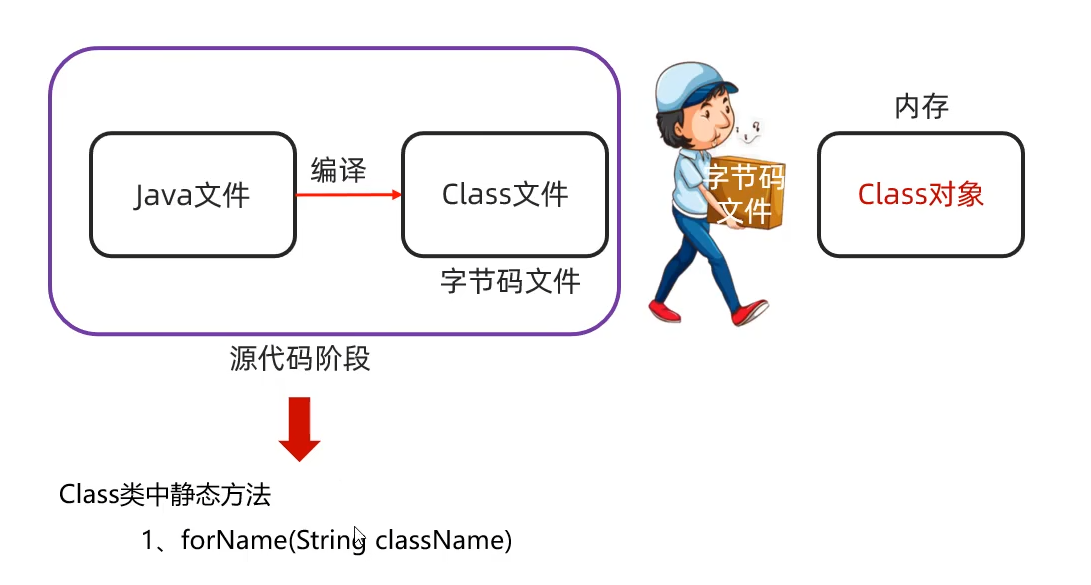 内存
编译
Java文件
Class文件
字节码
文件
Class对象
字节码文件
源代码阶段
Class类中静态方法
1、forName(String className)